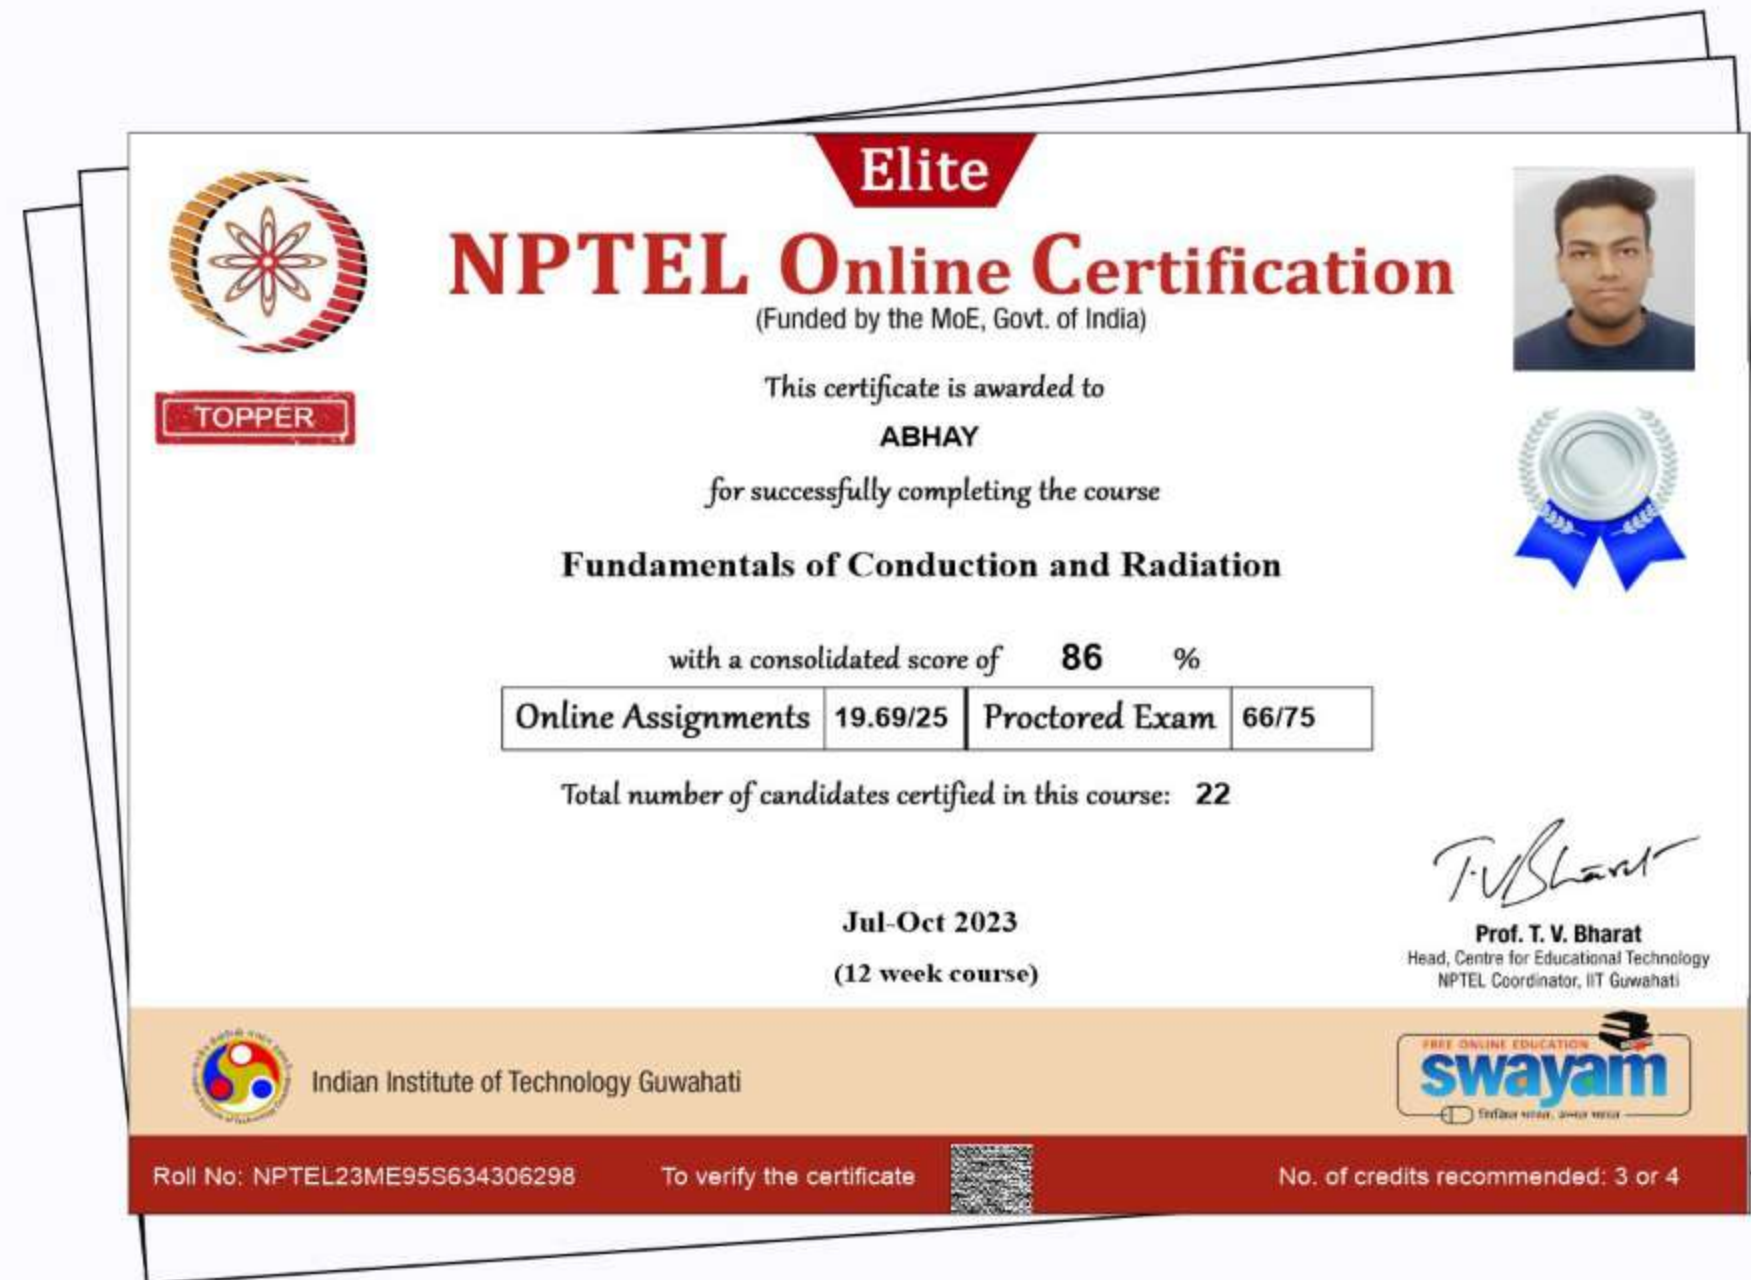 Elite
NPTEL Online Certification
(Funded by the MoE, Govt. of India)
TOPPER
This certificate is awarded to
ABHAY
for successfully completing the course
Fundamentals of Conduction and Radiation
with a consolidated score of 86 %
Online Assignments 19.69/25 Proctored Exam 66/75
Total number of candidates certified in this course: 22
T.V Bharat
Jul-Oct 2023
(12 week course)
Prof. T. V. Bharat
Head, Centre for Educational Technology
NPTEL Coordinator, IIT Guwahati
Indian Institute of Technology Guwahati
FREE ONLINE EDUCATION
swayam
Roll No: NPTEL23ME95S634306298 To verify the certificate No. of credits recommended: 3 or 4